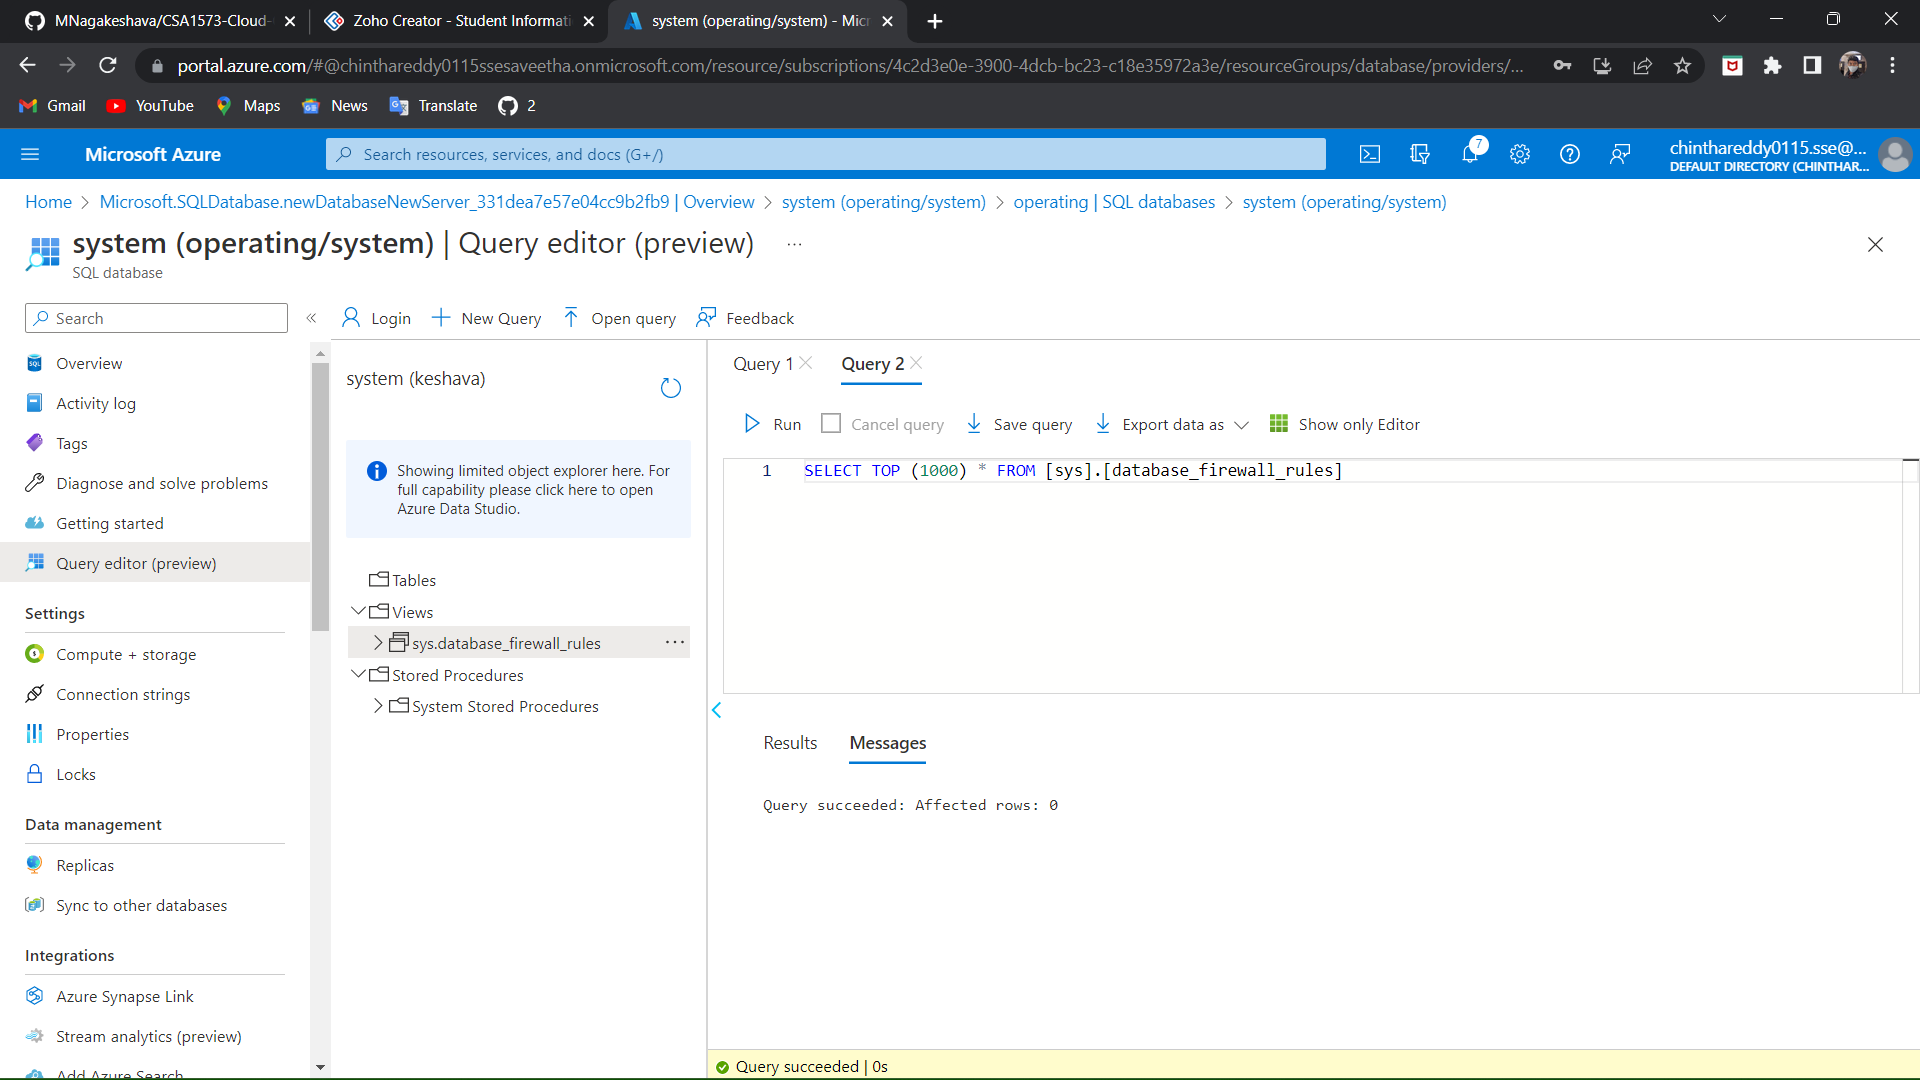 MNagakeshava/CSA1573-Cloud-
Zoho Creator - Student Informati
system (operating/system) - Micr
portal.azure.com/#@chinthareddy0115ssesaveetha.onmicrosoft.com/resource/subscriptions/4c2d3e0e-3900-4dcb-bc23-c18e35972a3e/resourceGroups/database/providers/...
Gmail
YouTube
Maps
News
Translate
2
Microsoft Azure
Search resources, services, and docs (G+/)
7
chinthareddy0115.sse@...
DEFAULT DIRECTORY (CHINTHAR...
Home > Microsoft.SQLDatabase.newDatabaseNewServer_331dea7e57e04cc9b2fb9 | Overview > system (operating/system) > operating | SQL databases > system (operating/system)
system (operating/system) | Query editor (preview) ...
SQL database
Search
«
Login
New Query
Open query
Feedback
Overview
Activity log
Tags
Diagnose and solve problems
Getting started
Query editor (preview)
Settings
Compute + storage
Connection strings
Properties
Locks
Data management
Replicas
Sync to other databases
Integrations
Azure Synapse Link
Stream analytics (preview)
Add Azure Search
system (keshava)
Showing limited object explorer here. For
full capability please click here to open
Azure Data Studio.
Tables
Views
sys.database_firewall_rules
...
Stored Procedures
System Stored Procedures
Query 1
Query 2
Run
Cancel query
Save query
Export data as
Show only Editor
1 SELECT TOP (1000) * FROM [sys].[database_firewall_rules]
Results
Messages
Query succeeded: Affected rows: 0
Query succeeded | 0s